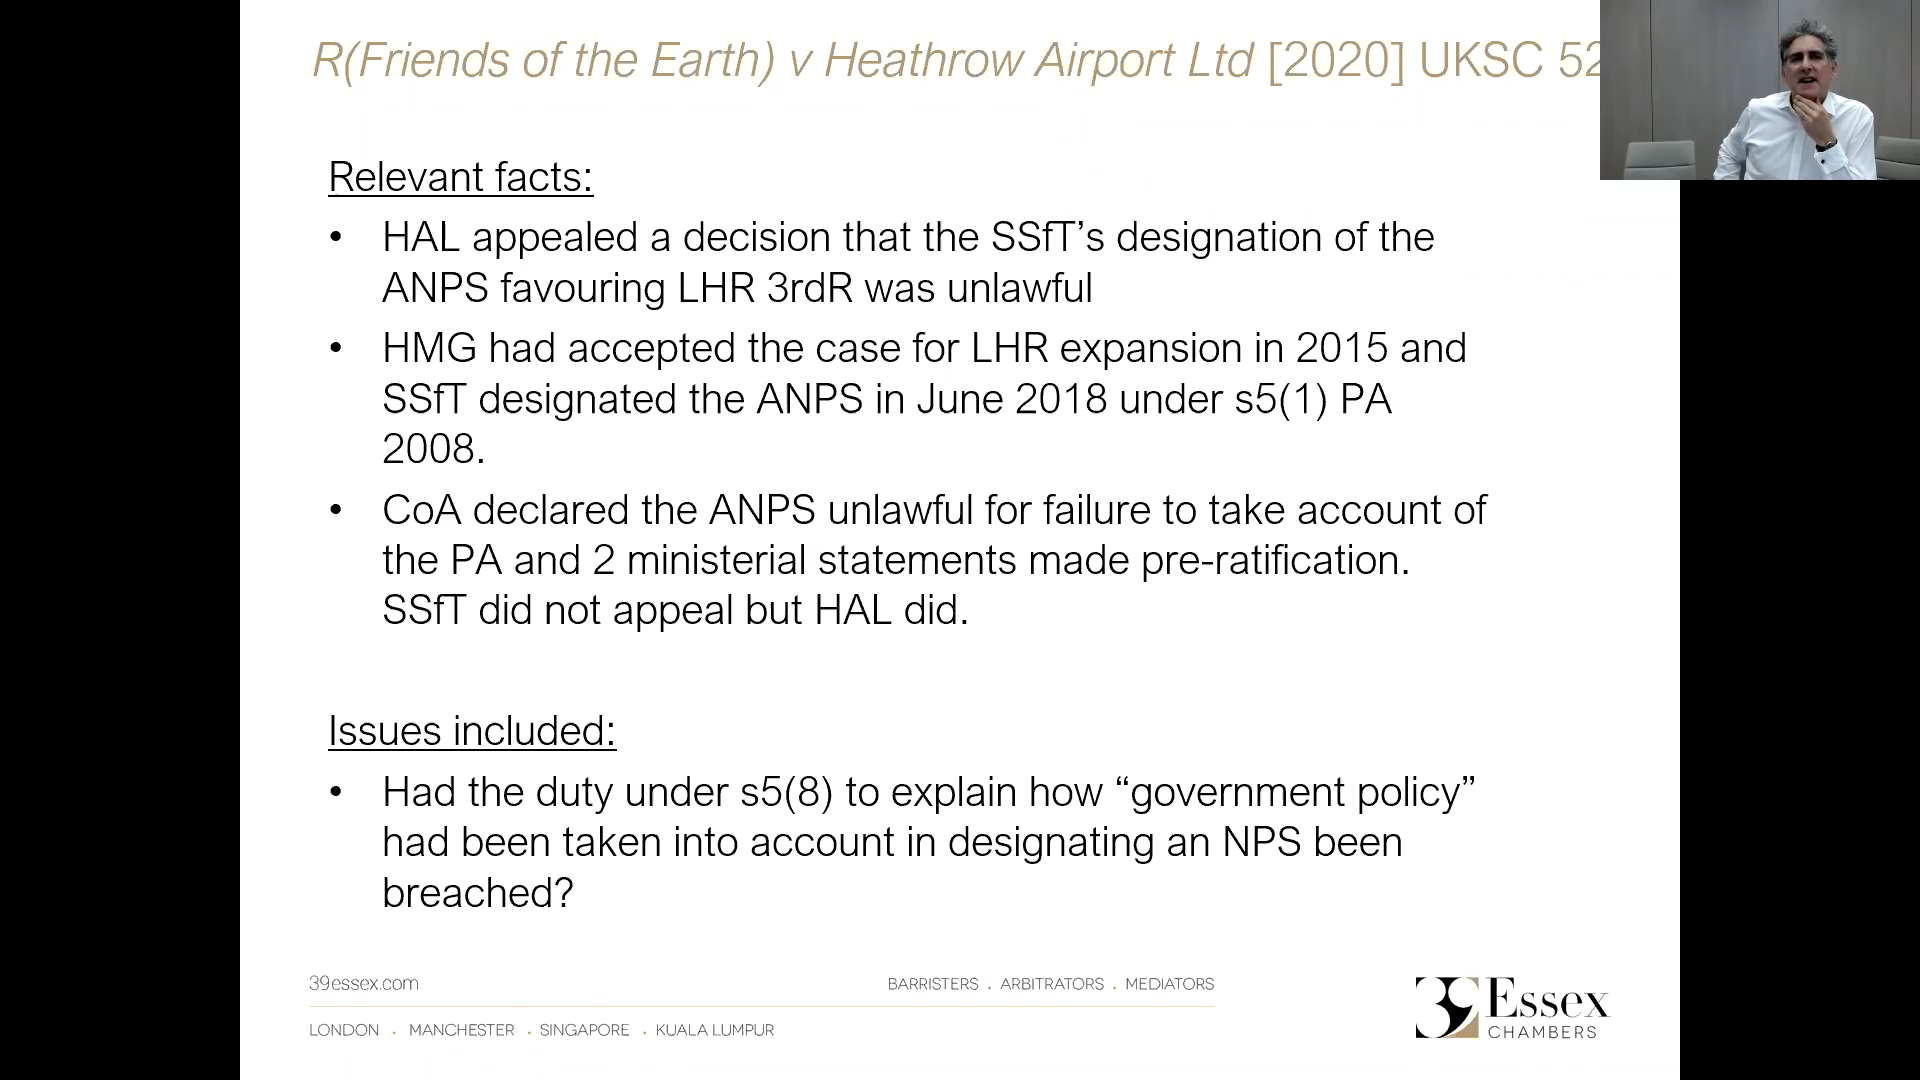 R(Friends of the Earth) v Heathrow Airport Ltd [2020] UKSC 52
Relevant facts:
• HAL appealed a decision that the SSfT’s designation of the
ANPS favouring LHR 3rdR was unlawful
• HMG had accepted the case for LHR expansion in 2015 and
SSfT designated the ANPS in June 2018 under s5(1) PA
2008.
• CoA declared the ANPS unlawful for failure to take account of
the PA and 2 ministerial statements made pre-ratification.
SSfT did not appeal but HAL did.
Issues included:
• Had the duty under s5(8) to explain how “government policy”
had been taken into account in designating an NPS been
breached?
39essex.com
BARRISTERS . ARBITRATORS . MEDIATORS
LONDON . MANCHESTER . SINGAPORE . KUALA LUMPUR
39 Essex
CHAMBERS